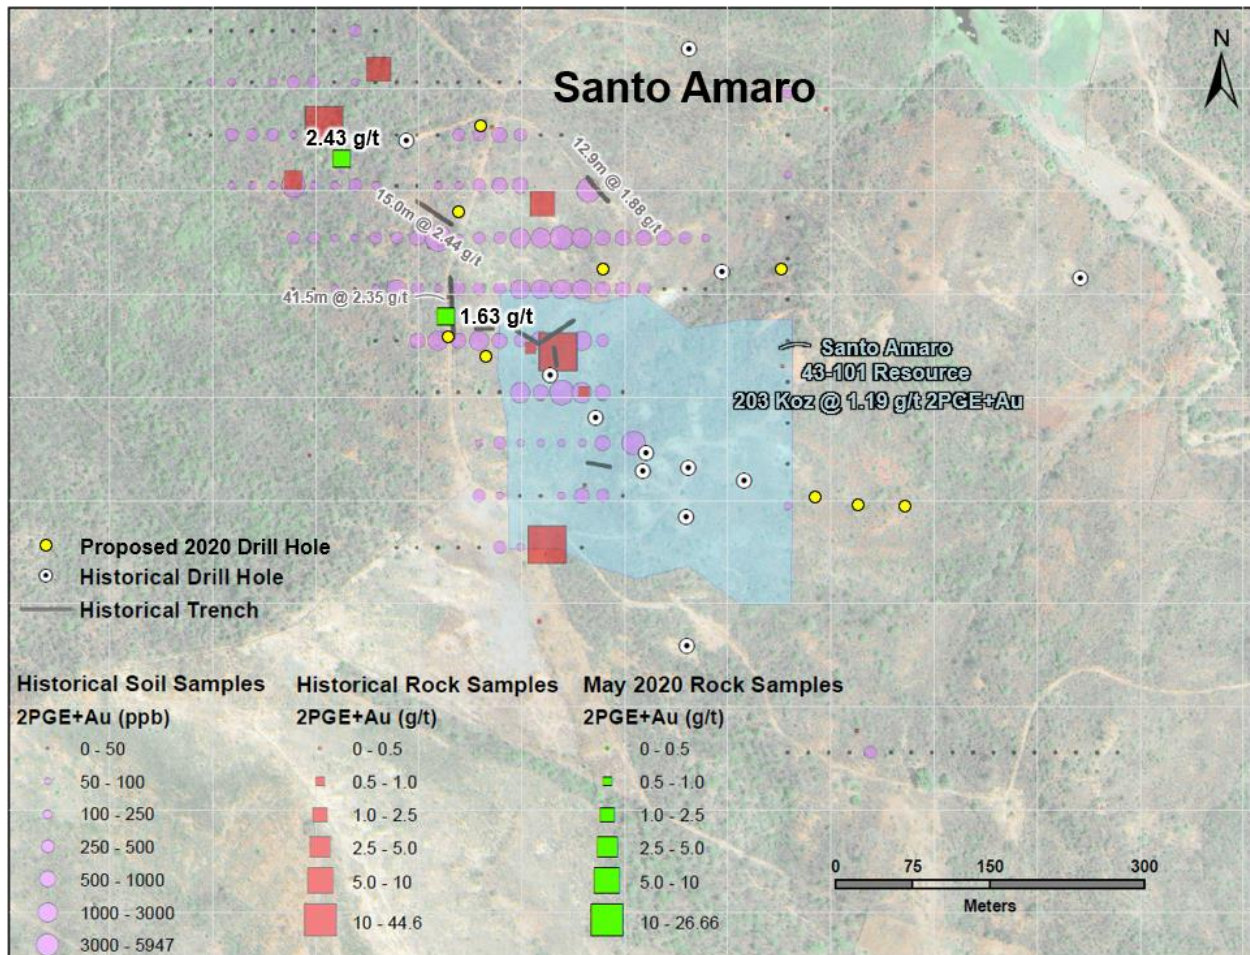 N
Santo Amaro
2.43 g/t
12.9m @ 1.88 g/t
15.0m @ 2.44 g/t
41.5m @ 2.35 g/t
1.63 g/t
Santo Amaro
43-101 Resource
203 Koz @ 1.19 g/t 2PGE+Au
Proposed 2020 Drill Hole
Historical Drill Hole
Historical Trench
Historical Soil Samples
2PGE+Au (ppb)
0 - 50
50 - 100
100 - 250
250 - 500
500 - 1000
1000 - 3000
3000 - 5947
Historical Rock Samples
2PGE+Au (g/t)
0 - 0.5
0.5 - 1.0
1.0 - 2.5
2.5 - 5.0
5.0 - 10
10 - 44.6
May 2020 Rock Samples
2PGE+Au (g/t)
0 - 0.5
0.5 - 1.0
1.0 - 2.5
2.5 - 5.0
5.0 - 10
10 - 26.66
0 75 150 300
Meters